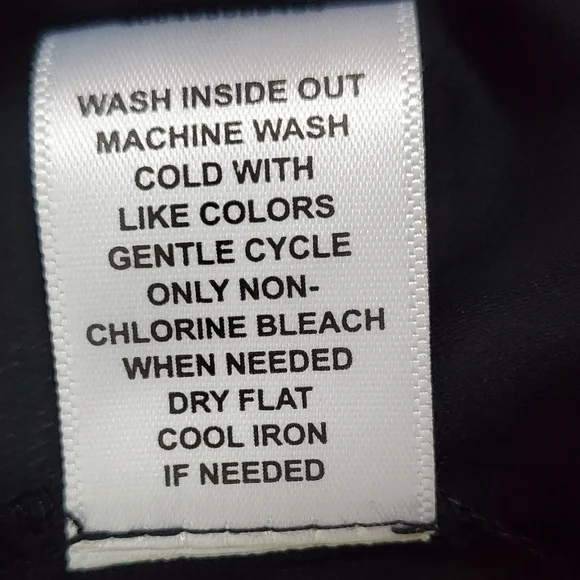 WASH INSIDE OUT
MACHINE WASH
COLD WITH
LIKE COLORS
GENTLE CYCLE
ONLY NON-
CHLORINE BLEACH
WHEN NEEDED
DRY FLAT
COOL IRON
IF NEEDED